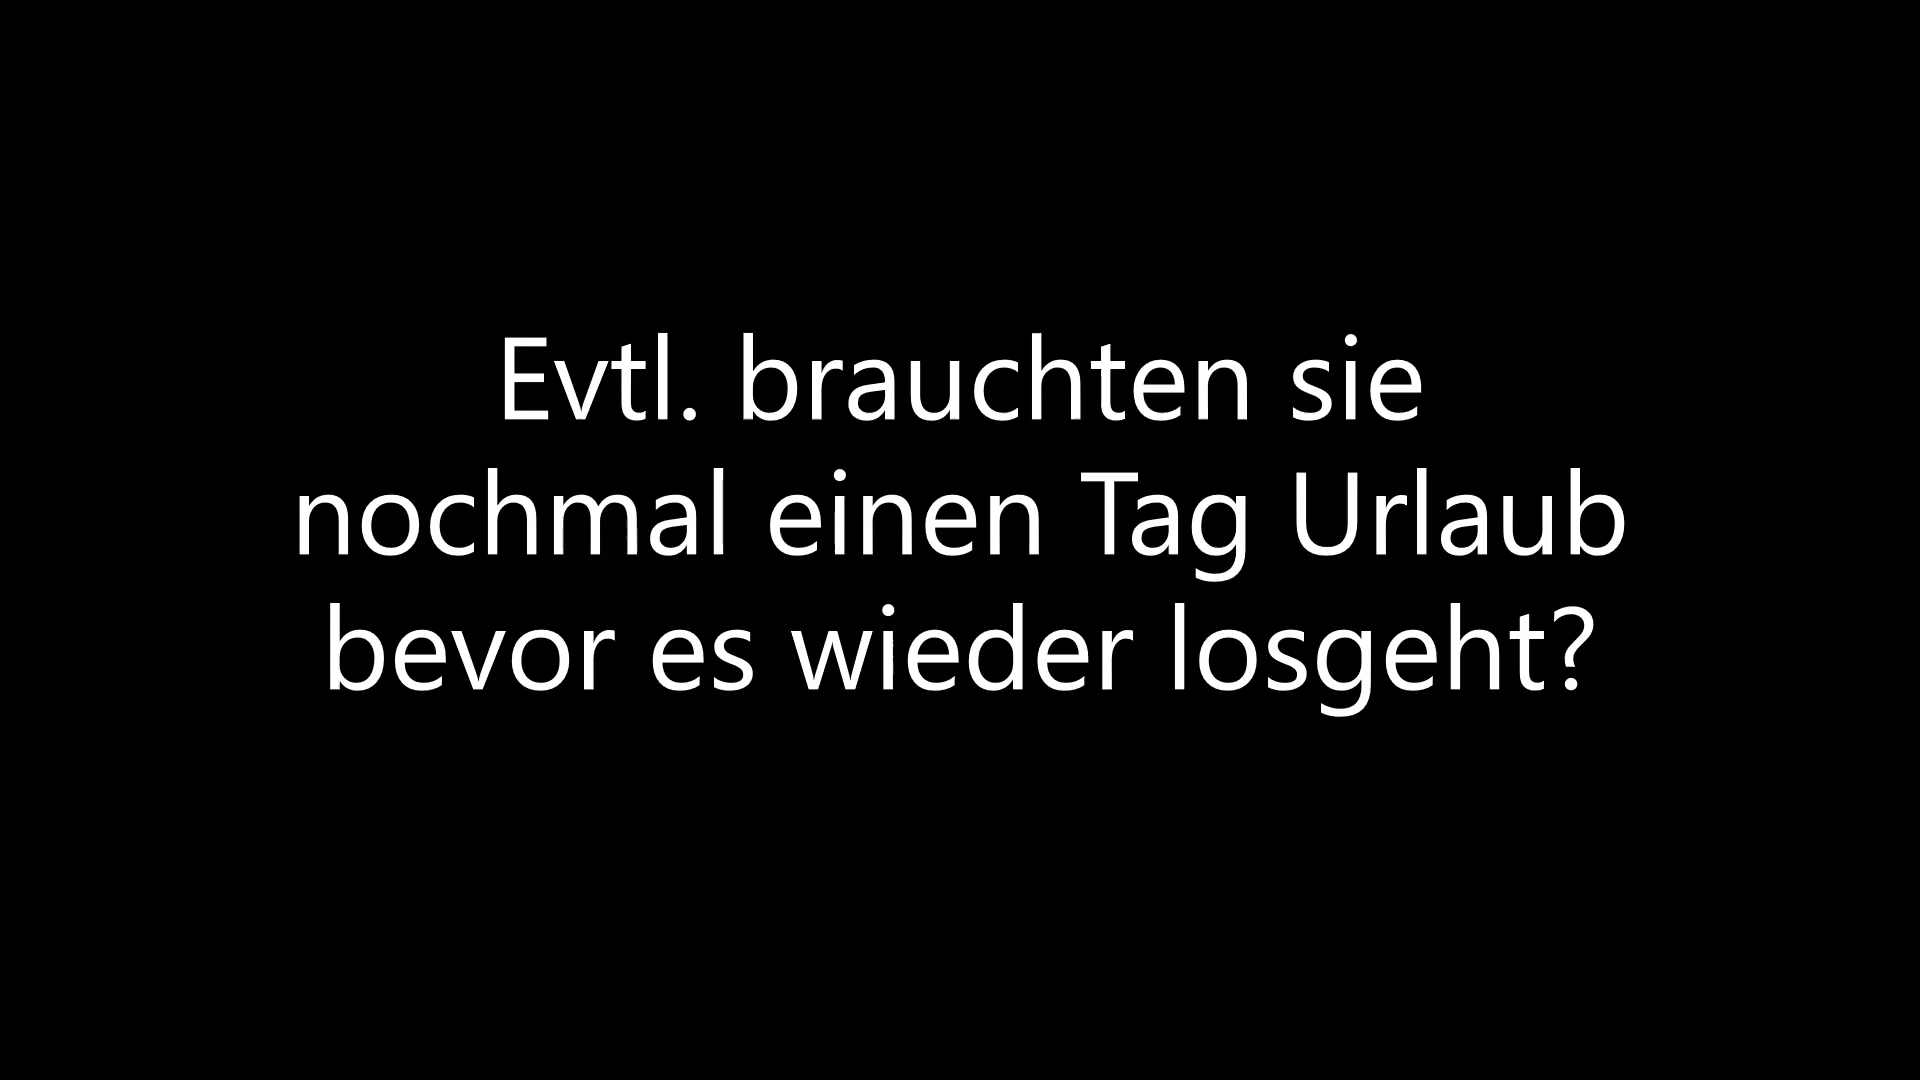 Evtl. brauchten sie
nochmal einen Tag Urlaub
bevor es wieder losgeht?